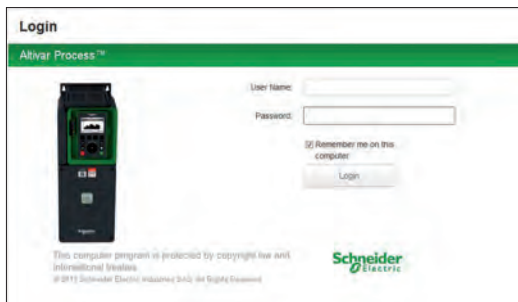 Login
Altivar Process™
User Name:
Password:
Remember me on this
computer
Login
This computer program is protected by copyright law and
international treaties
Schneider
Electric